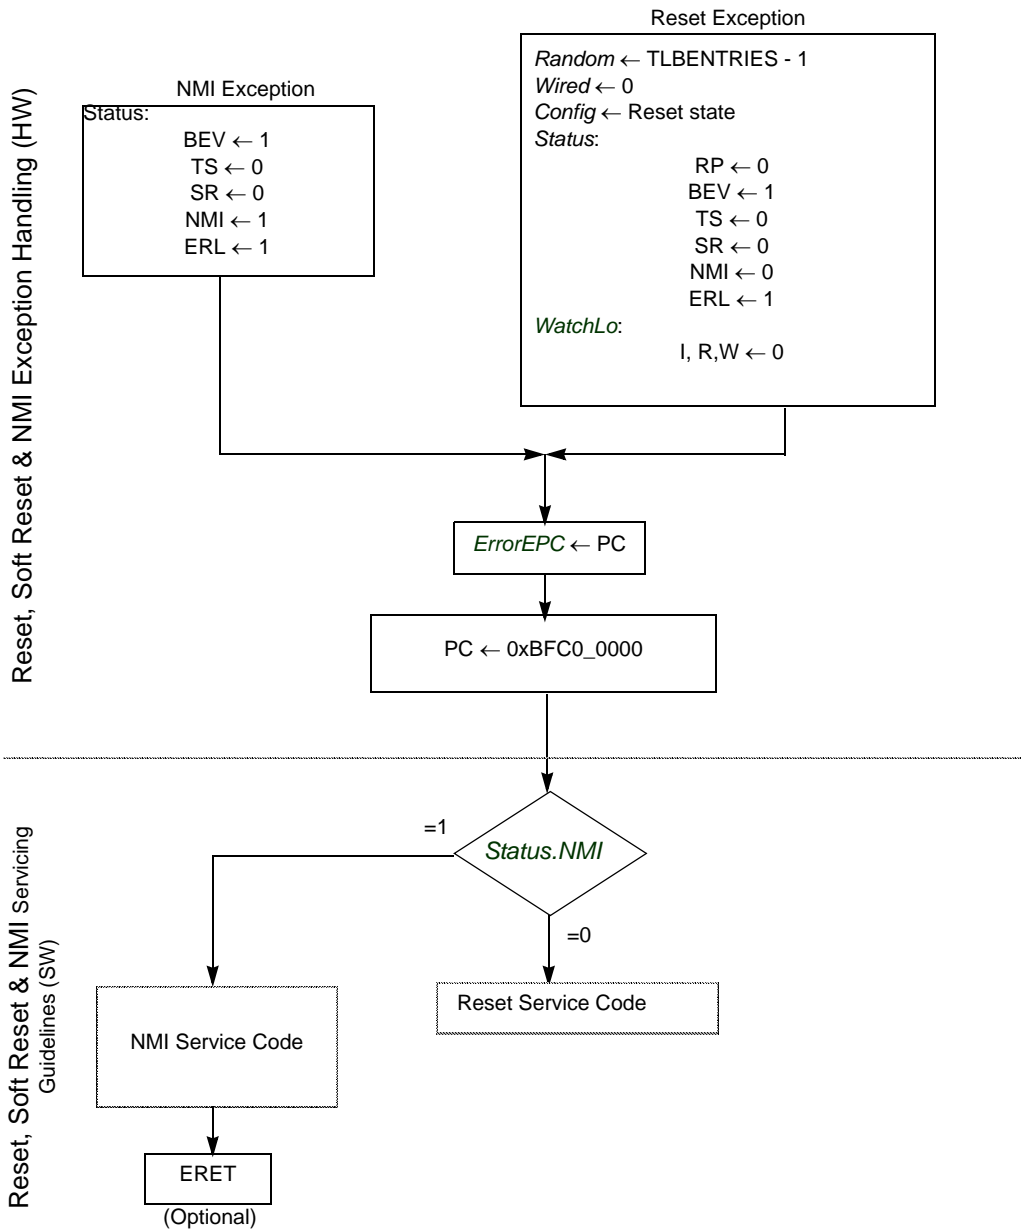 Reset Exception
Random ← TLBENTRIES - 1
Wired ← 0
Config ← Reset state
Status:
RP ← 0
BEV ← 1
TS ← 0
SR ← 0
NMI ← 0
ERL ← 1
WatchLo:
I, R,W ← 0
NMI Exception
Status:
BEV ← 1
TS ← 0
SR ← 0
NMI ← 1
ERL ← 1
Reset, Soft Reset & NMI Exception Handling (HW)
ErrorEPC ← PC
PC ← 0xBFC0_0000
Status.NMI
=1
=0
Reset, Soft Reset & NMI Servicing
Guidelines (SW)
NMI Service Code
Reset Service Code
ERET
(Optional)